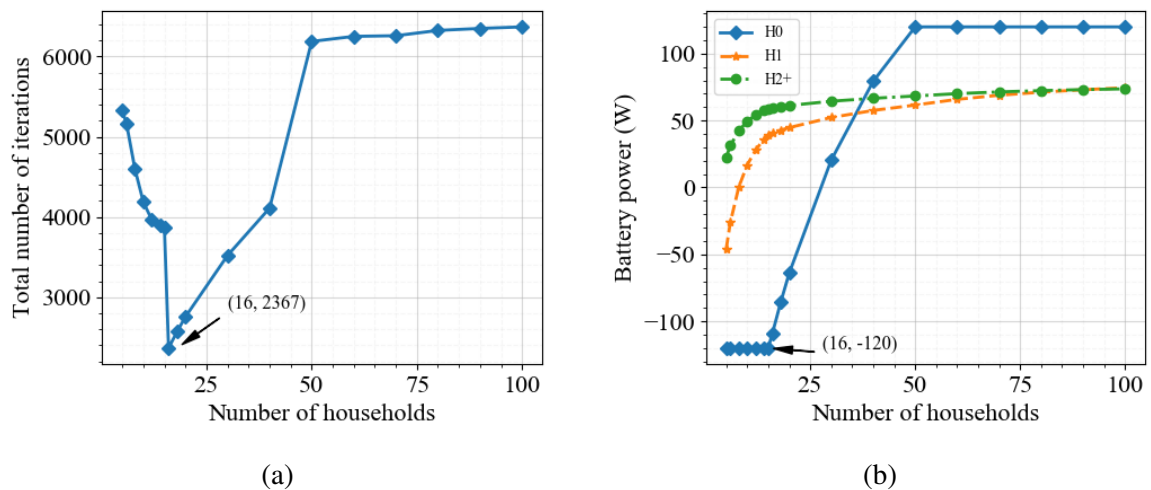 6000
5000
4000
3000
Total number of iterations
(16, 2367)
25
50
75
100
Number of households
(a)
H0
H1
H2+
100
50
0
−50
−100
Battery power (W)
(16, -120)
25
50
75
100
Number of households
(b)